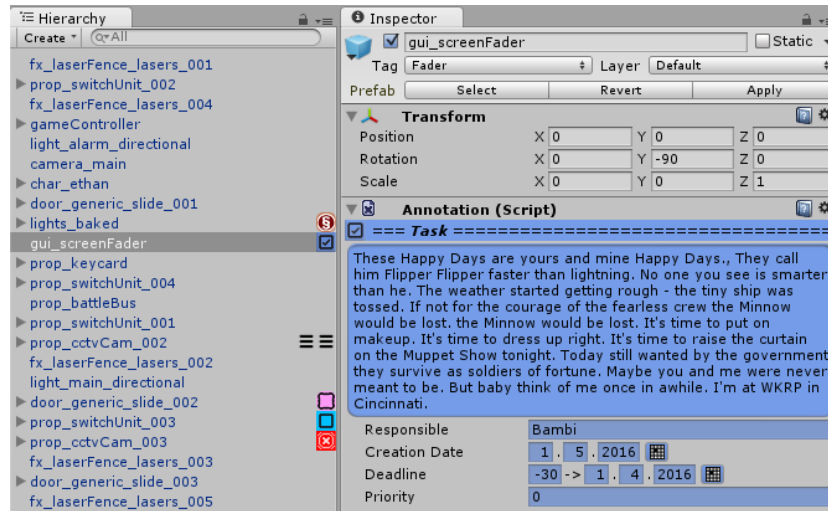 Hierarchy
Create
All
fx_laserFence_lasers_001
prop_switchUnit_002
fx_laserFence_lasers_004
gameController
light_alarm_directional
camera_main
char_ethan
door_generic_slide_001
lights_baked
gui_screenFader
prop_keycard
prop_switchUnit_004
prop_battleBus
prop_switchUnit_001
prop_cctvCam_002
fx_laserFence_lasers_002
light_main_directional
door_generic_slide_002
prop_switchUnit_003
prop_cctvCam_003
fx_laserFence_lasers_003
door_generic_slide_003
fx_laserFence_lasers_005
Inspector
gui_screenFader Static
Tag Fader Layer Default
Prefab Select Revert Apply
Transform
Position X 0 Y 0 Z 0
Rotation X 0 Y -90 Z 0
Scale X 0 Y 0 Z 1
Annotation (Script)
=== Task ===================================
These Happy Days are yours and mine Happy Days., They call
him Flipper Flipper faster than lightning. No one you see is smarter
than he. The weather started getting rough - the tiny ship was
tossed. If not for the courage of the fearless crew the Minnow
would be lost. the Minnow would be lost. It's time to put on
makeup. It's time to dress up right. It's time to raise the curtain
on the Muppet Show tonight. Today still wanted by the government
they survive as soldiers of fortune. Maybe you and me were never
meant to be. But baby think of me once in awhile. I'm at WKRP in
Cincinnati.
Responsible Bambi
Creation Date 1 . 5 . 2016
Deadline -30 -> 1 . 4 . 2016
Priority 0